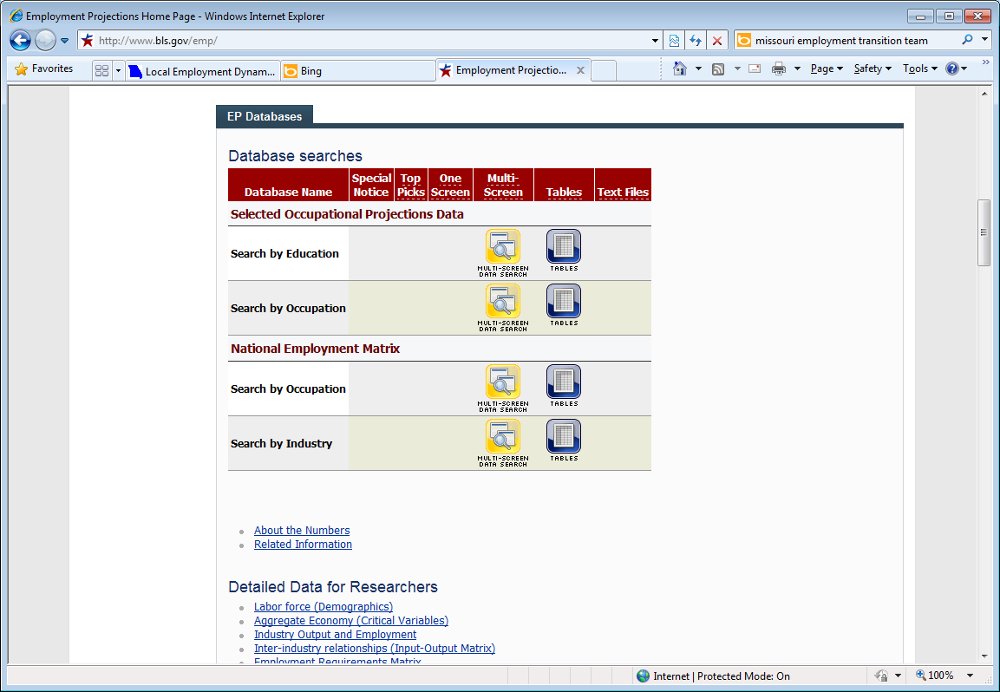 Employment Projections Home Page - Windows Internet Explorer
http://www.bls.gov/emp/
missouri employment transition team
Favorites
Local Employment Dynam...
Bing
Employment Projectio...
Page
Safety
Tools
EP Databases
Database searches
Database Name Special Notice Top Picks One Screen Multi-Screen Tables Text Files
Selected Occupational Projections Data
Search by Education
MULTI-SCREEN
DATA SEARCH
TABLES
Search by Occupation
MULTI-SCREEN
DATA SEARCH
TABLES
National Employment Matrix
Search by Occupation
MULTI-SCREEN
DATA SEARCH
TABLES
Search by Industry
MULTI-SCREEN
DATA SEARCH
TABLES
About the Numbers
Related Information
Detailed Data for Researchers
Labor force (Demographics)
Aggregate Economy (Critical Variables)
Industry Output and Employment
Inter-industry relationships (Input-Output Matrix)
Employment Requirements Matrix
Internet | Protected Mode: On
100%